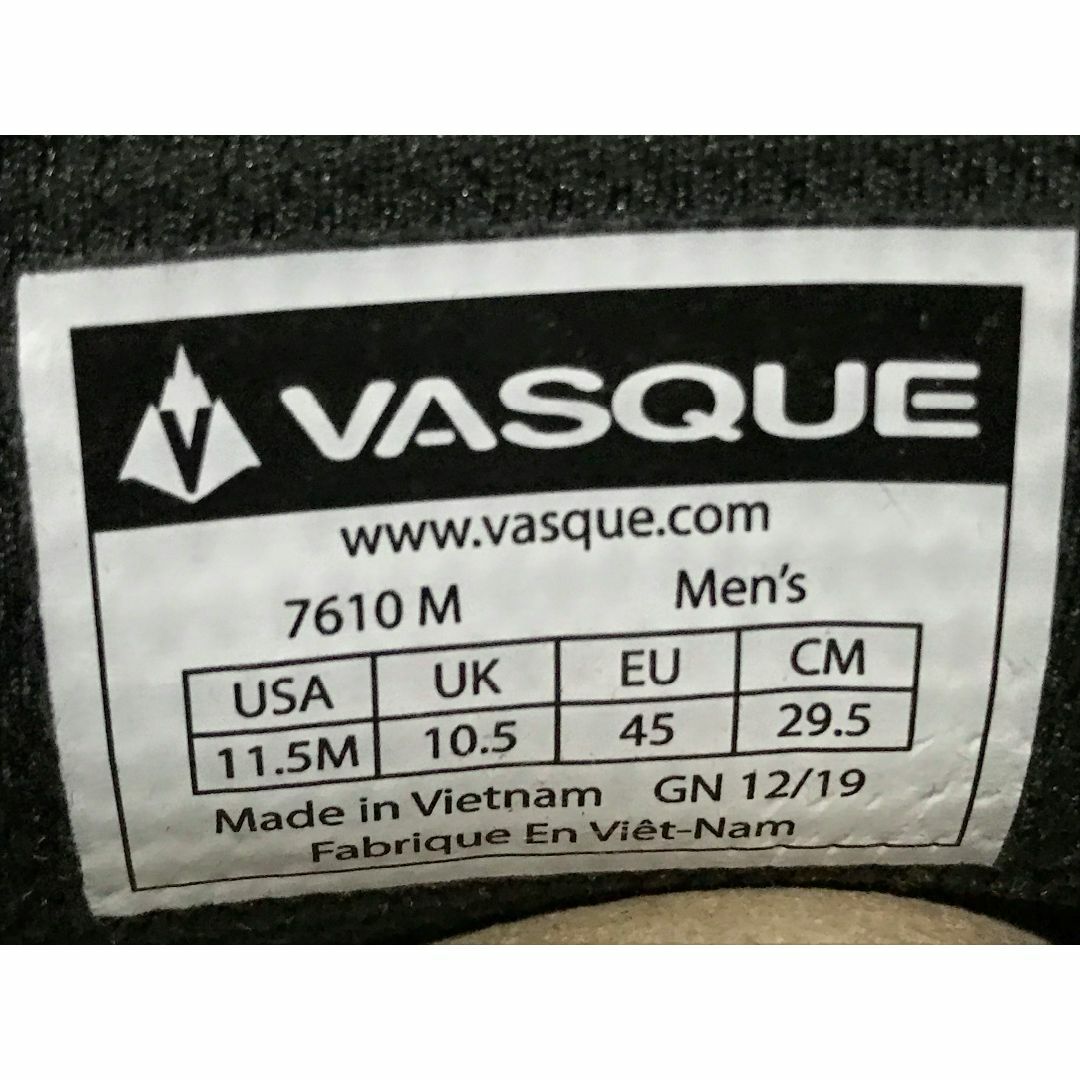 V VASQUE
www.vasque.com
7610 M Men's
USA UK EU CM
11.5M 10.5 45 29.5
Made in Vietnam GN 12/19
Fabrique En Viêt-Nam